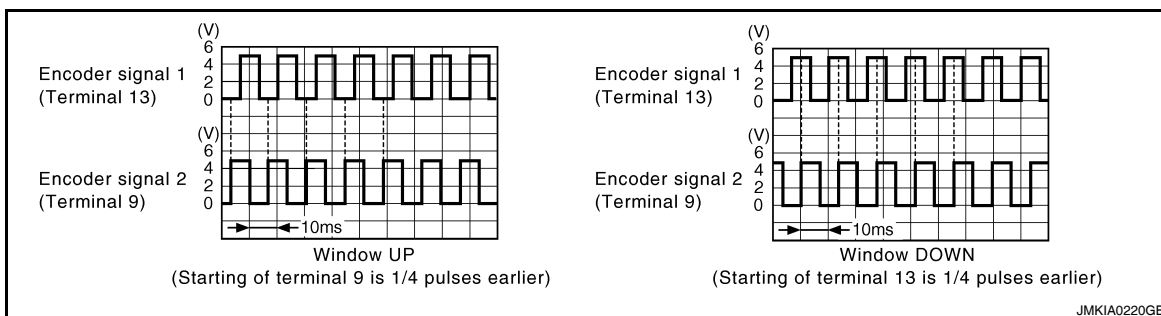 (V)
6
4
2
0
Encoder signal 1
(Terminal 13)
(V)
6
4
2
0
Encoder signal 2
(Terminal 9)
10ms
Window UP
(Starting of terminal 9 is 1/4 pulses earlier)
(V)
6
4
2
0
Encoder signal 1
(Terminal 13)
(V)
6
4
2
0
Encoder signal 2
(Terminal 9)
10ms
Window DOWN
(Starting of terminal 13 is 1/4 pulses earlier)
JMKIA0220GB